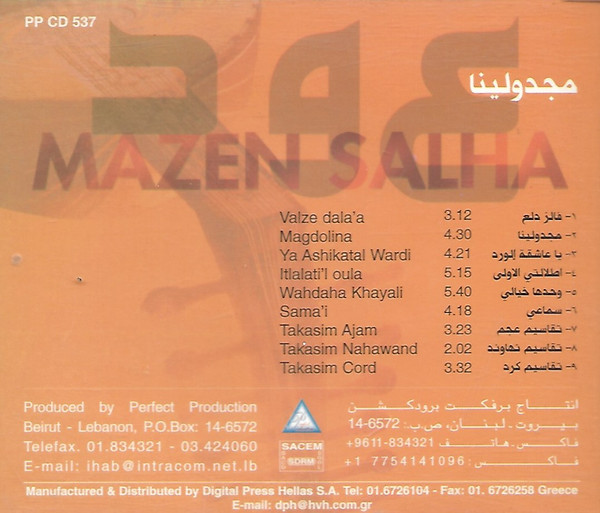 PP CD 537
عود
مجدولينا
MAZEN SALHA
Valze dala'a 3.12 ١- فالز دلع
Magdolina 4.30 ٢- مجدولينا
Ya Ashikatal Wardi 4.21 ٣- يا عاشقة الورد
Itlalati'l oula 5.15 ٤- اطلالتي الاولى
Wahdaha Khayali 5.40 ٥- وحدها خيالي
Sama'i 4.18 ٦- سماعي
Takasim Ajam 3.23 ٧- تقاسيم عجم
Takasim Nahawand 2.02 ٨- تقاسيم نهاوند
Takasim Cord 3.32 ٩- تقاسيم كرد
Produced by Perfect Production
Beirut - Lebanon, P.O.Box: 14-6572
Telefax. 01.834321 - 03.424060
E-mail: ihab@intracom.net.lb
SACEM
SDRM
انتاج برفكت برودكشن
بيروت - لبنان، ص.ب: 6572-14
فاكس - هاتف +9611-834321
فاكس: +1 7754141096
Manufactured & Distributed by Digital Press Hellas S.A. Tel: 01.6726104 - Fax: 01. 6726258 Greece
E-mail: dph@hvh.com.gr